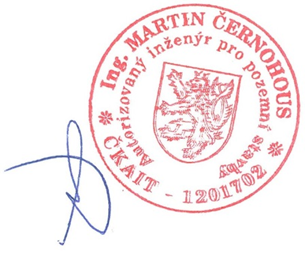 Ing. MARTIN ČERNOHOUS
Autorizovaný inženýr pro pozemní stavby
ČKAIT - 1201702